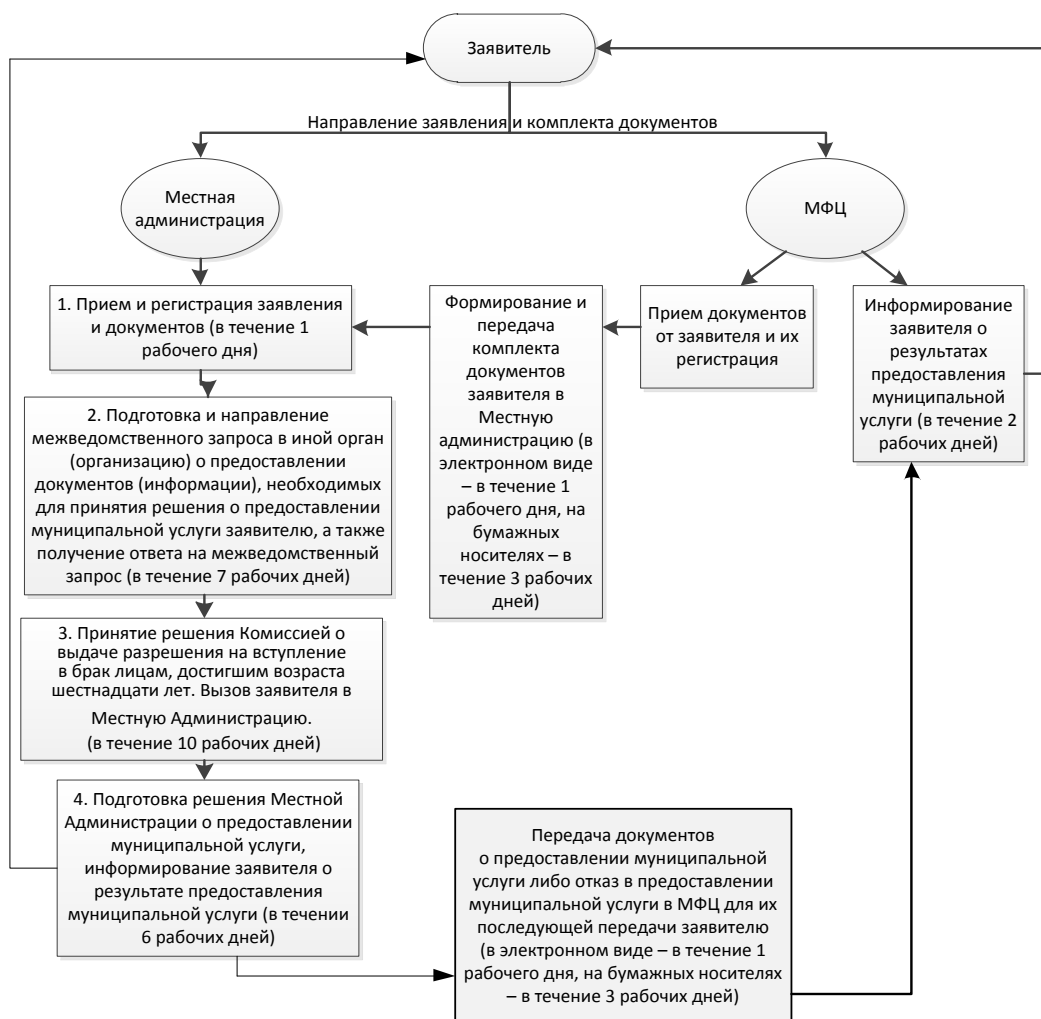 Заявитель
Направление заявления и комплекта документов
Местная
администрация
МФЦ
1. Прием и регистрация заявления
и документов (в течение 1
рабочего дня)
Формирование и
передача
комплекта
документов
заявителя в
Местную
администрацию (в
электронном виде
– в течение 1
рабочего дня, на
бумажных
носителях – в
течение 3 рабочих
дней)
Прием документов
от заявителя и их
регистрация
Информирование
заявителя о
результатах
предоставления
муниципальной
услуги (в течение 2
рабочих дней)
2. Подготовка и направление
межведомственного запроса в иной орган
(организацию) о предоставлении
документов (информации), необходимых
для принятия решения о предоставлении
муниципальной услуги заявителю, а также
получение ответа на межведомственный
запрос (в течение 7 рабочих дней)
3. Принятие решения Комиссией о
выдаче разрешения на вступление
в брак лицам, достигшим возраста
шестнадцати лет. Вызов заявителя в
Местную Администрацию.
(в течение 10 рабочих дней)
4. Подготовка решения Местной
Администрации о предоставлении
муниципальной услуги,
информирование заявителя о
результате предоставления
муниципальной услуги (в течении
6 рабочих дней)
Передача документов
о предоставлении муниципальной
услуги либо отказ в предоставлении
муниципальной услуги в МФЦ для их
последующей передачи заявителю
(в электронном виде – в течение 1
рабочего дня, на бумажных носителях
– в течение 3 рабочих дней)